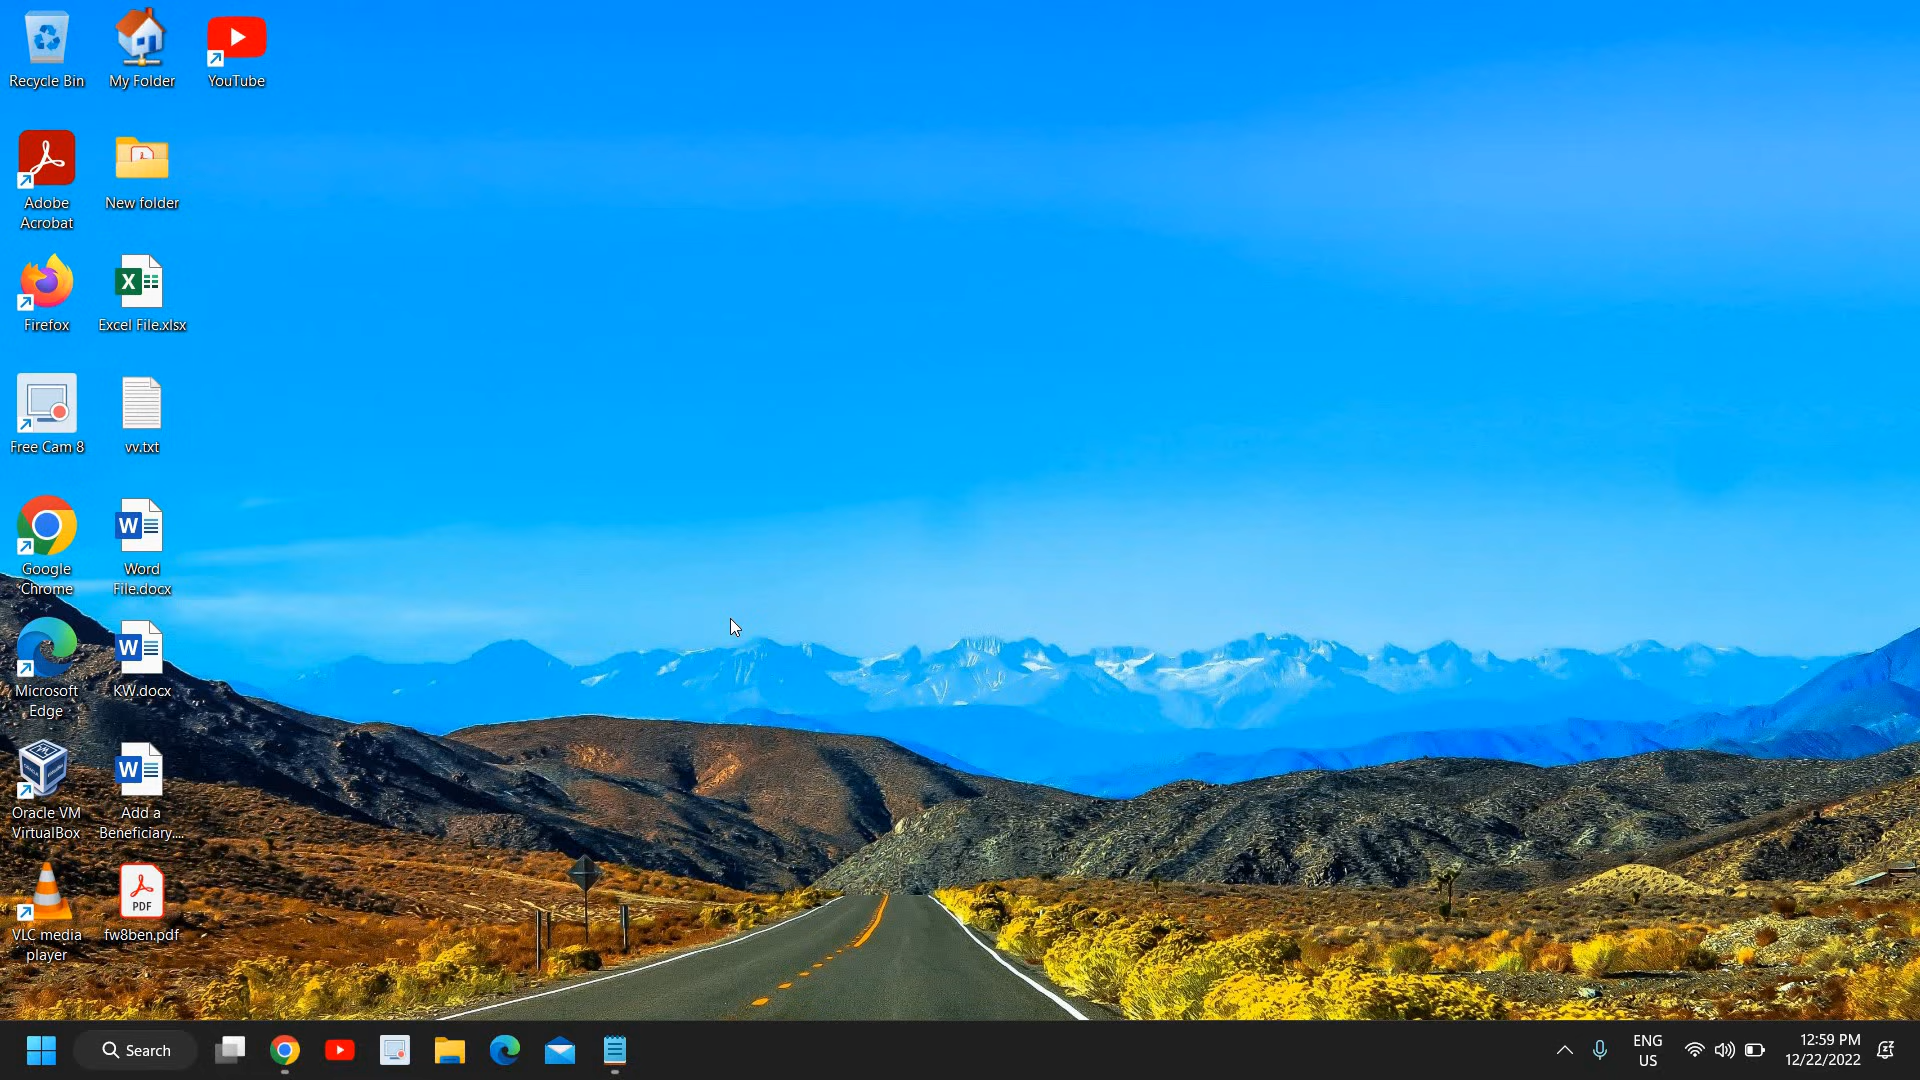 Recycle Bin
My Folder
YouTube
Adobe
Acrobat
New folder
Firefox
Excel File.xlsx
Free Cam 8
vv.txt
Google
Chrome
Word
File.docx
Microsoft
Edge
KW.docx
Oracle VM
VirtualBox
Add a
Beneficiary....
VLC media
player
PDF
fw8ben.pdf
Search
ENG
US
12:59 PM
12/22/2022